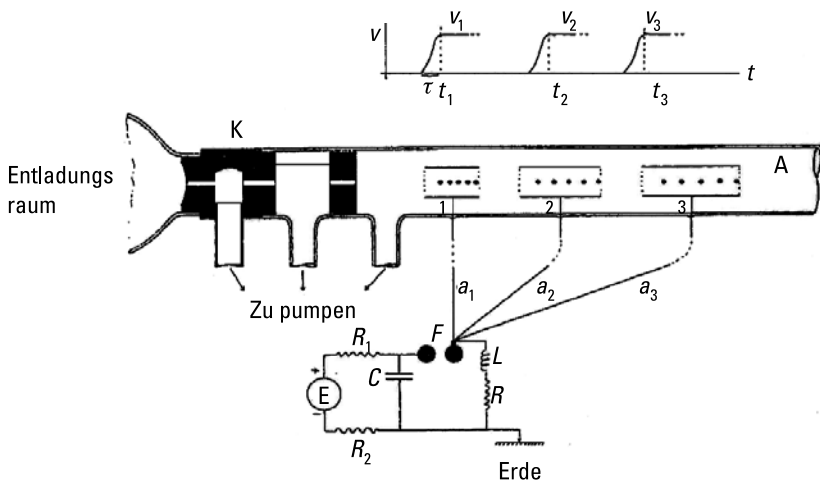 v
v1 v2 v3
τ t1 t2 t3 t
K
A
Entladungs
raum
1 2 3
a1 a2 a3
Zu pumpen
F
R1
L
C
+
E
R
−
R2
Erde